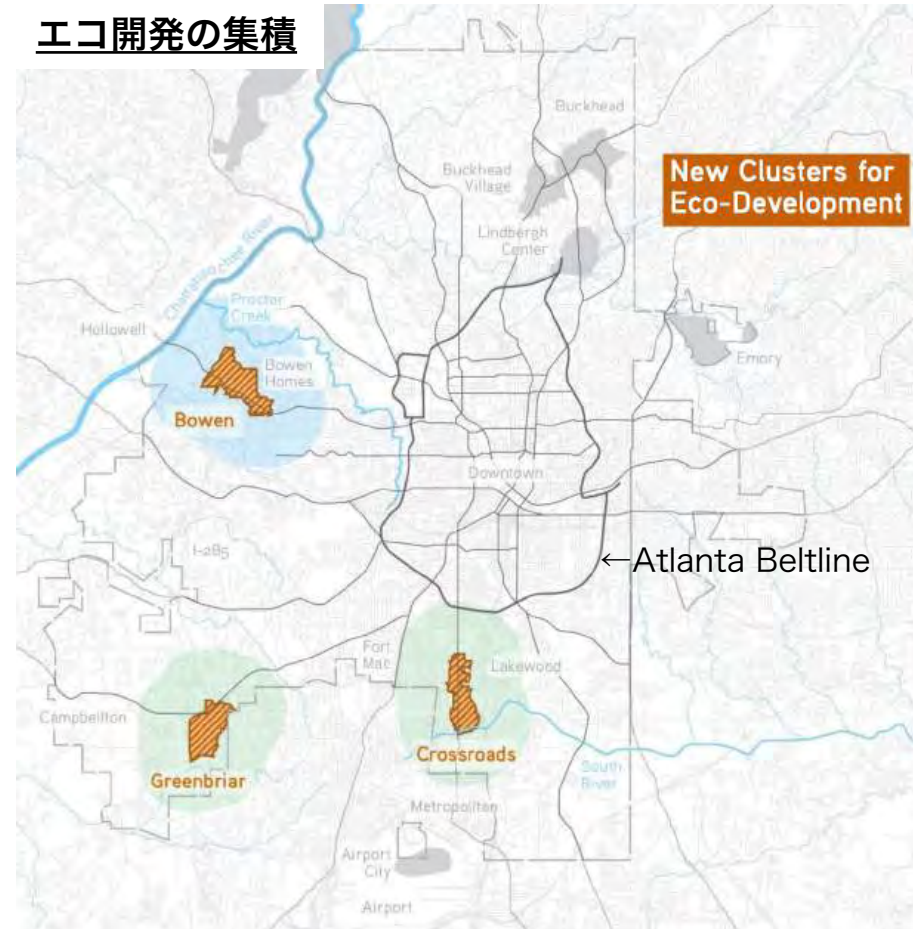 エコ開発の集積
Buckhead
Buckhead
Village
New Clusters for
Eco-Development
Lindbergh
Center
Chattahoochee River
Proctor
Creek
Hollowell
Emory
Bowen
Homes
Bowen
Downtown
I-285
←Atlanta Beltline
Fort
Mac
Lakewood
Campbellton
Crossroads
Greenbriar
South
River
Metropolitan
Airport
City
Airport